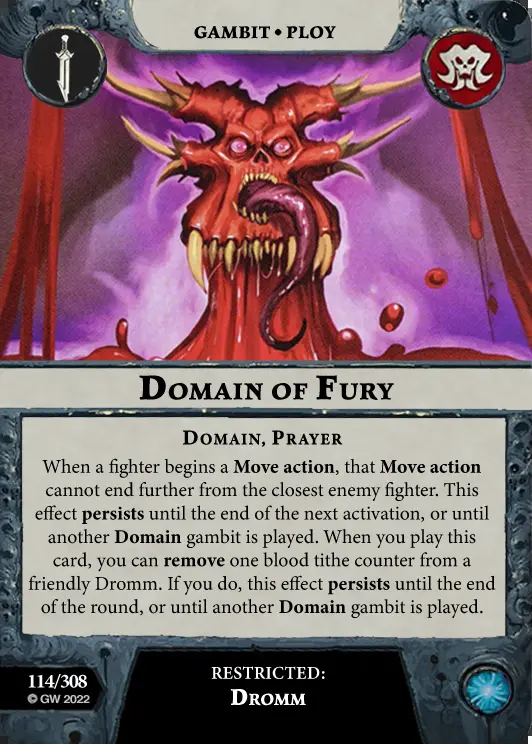 GAMBIT • PLOY
DOMAIN OF FURY
DOMAIN, PRAYER
When a fighter begins a Move action, that Move action
cannot end further from the closest enemy fighter. This
effect persists until the end of the next activation, or until
another Domain gambit is played. When you play this
card, you can remove one blood tithe counter from a
friendly Dromm. If you do, this effect persists until the end
of the round, or until another Domain gambit is played.
114/308
© GW 2022
RESTRICTED:
DROMM